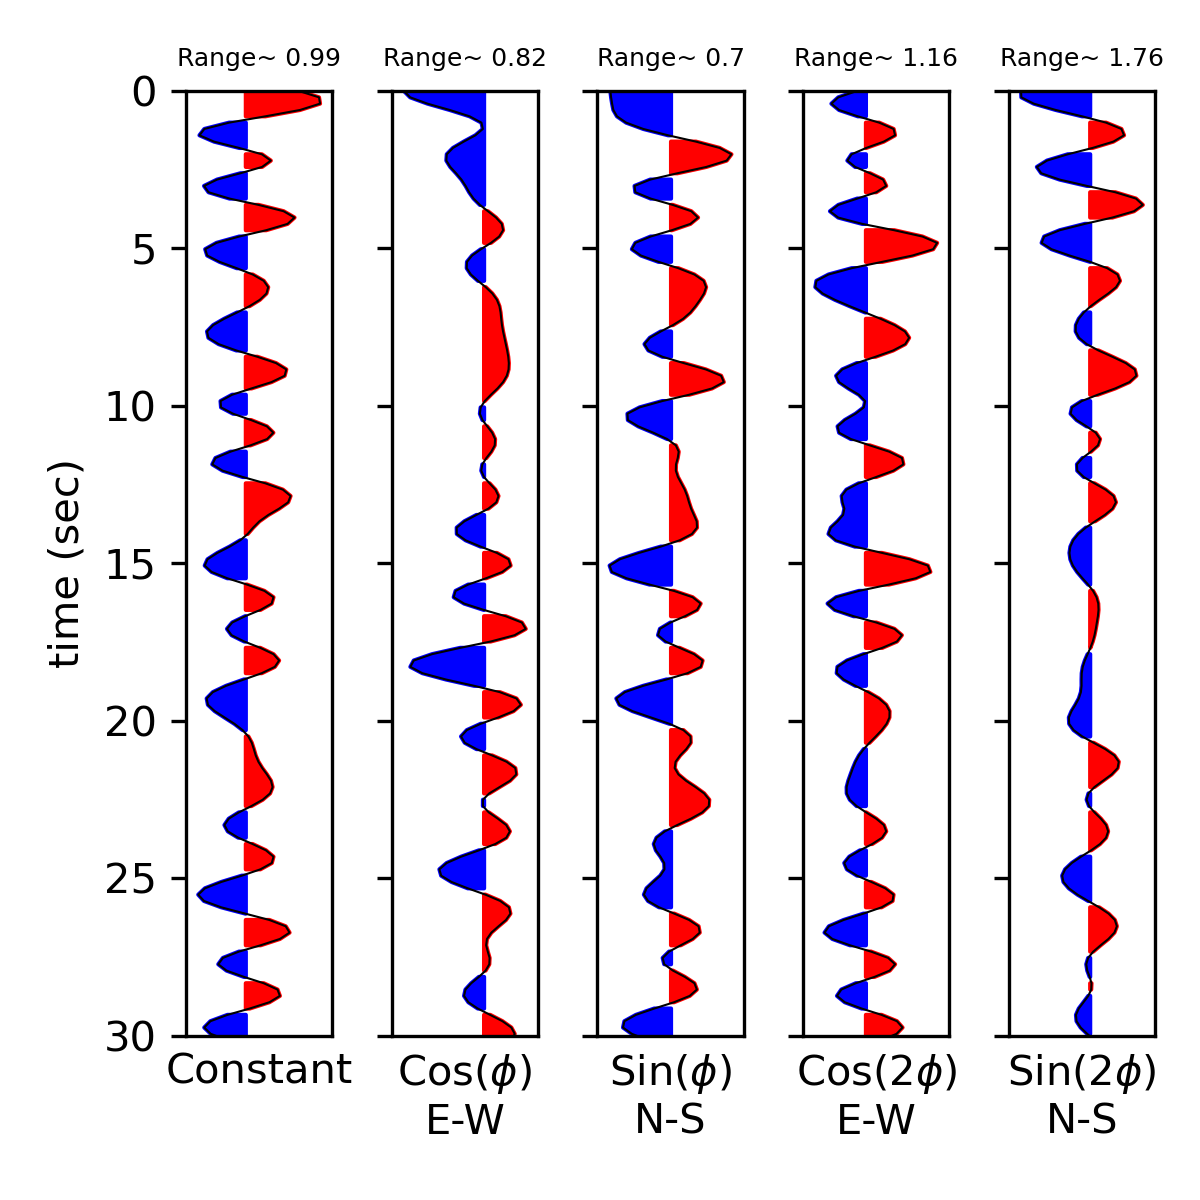 Range~ 0.99 Range~ 0.82 Range~ 0.7 Range~ 1.16 Range~ 1.76
0
5
10
15
20
25
30
time (sec)
Constant Cos(ϕ) Sin(ϕ) Cos(2ϕ) Sin(2ϕ)
E-W N-S E-W N-S